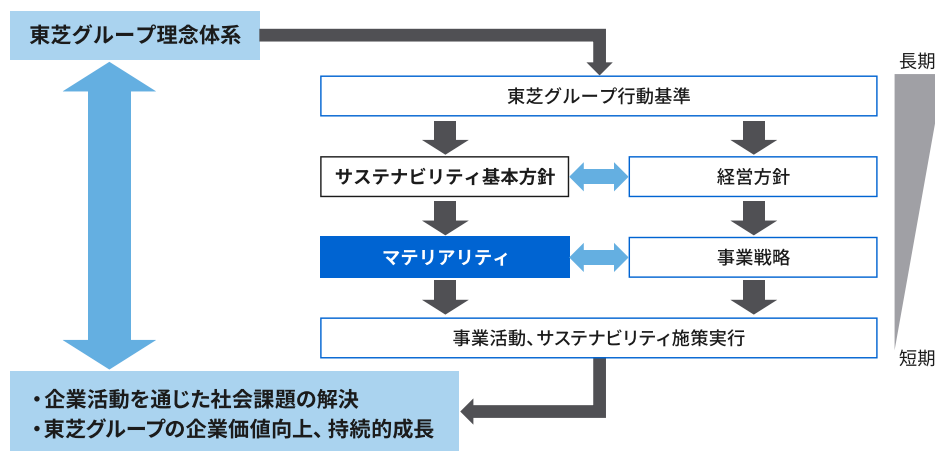 東芝グループ理念体系
長期
東芝グループ行動基準
サステナビリティ基本方針
経営方針
マテリアリティ
事業戦略
事業活動、サステナビリティ施策実行
短期
・企業活動を通じた社会課題の解決
・東芝グループの企業価値向上、持続的成長